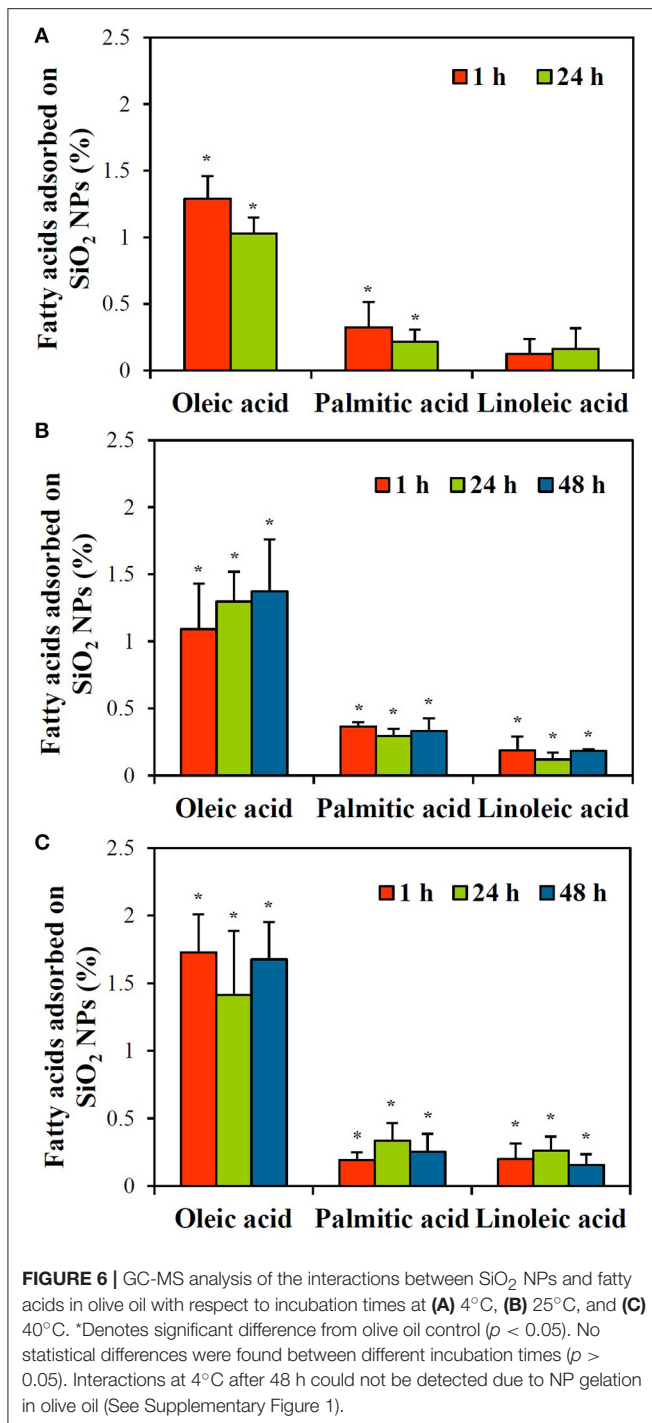 A
Fatty acids adsorbed on
SiO₂ NPs (%)
2.5
2
1.5
1
0.5
0
1 h 24 h
* * * *
Oleic acid Palmitic acid Linoleic acid
B
Fatty acids adsorbed on
SiO₂ NPs (%)
2.5
2
1.5
1
0.5
0
1 h 24 h 48 h
* * * * * * * * *
Oleic acid Palmitic acid Linoleic acid
C
Fatty acids adsorbed on
SiO₂ NPs (%)
2.5
2
1.5
1
0.5
0
1 h 24 h 48 h
* * * * * * * * *
Oleic acid Palmitic acid Linoleic acid
FIGURE 6 | GC-MS analysis of the interactions between SiO₂ NPs and fatty
acids in olive oil with respect to incubation times at (A) 4°C, (B) 25°C, and (C)
40°C. *Denotes significant difference from olive oil control (p < 0.05). No
statistical differences were found between different incubation times (p >
0.05). Interactions at 4°C after 48 h could not be detected due to NP gelation
in olive oil (See Supplementary Figure 1).